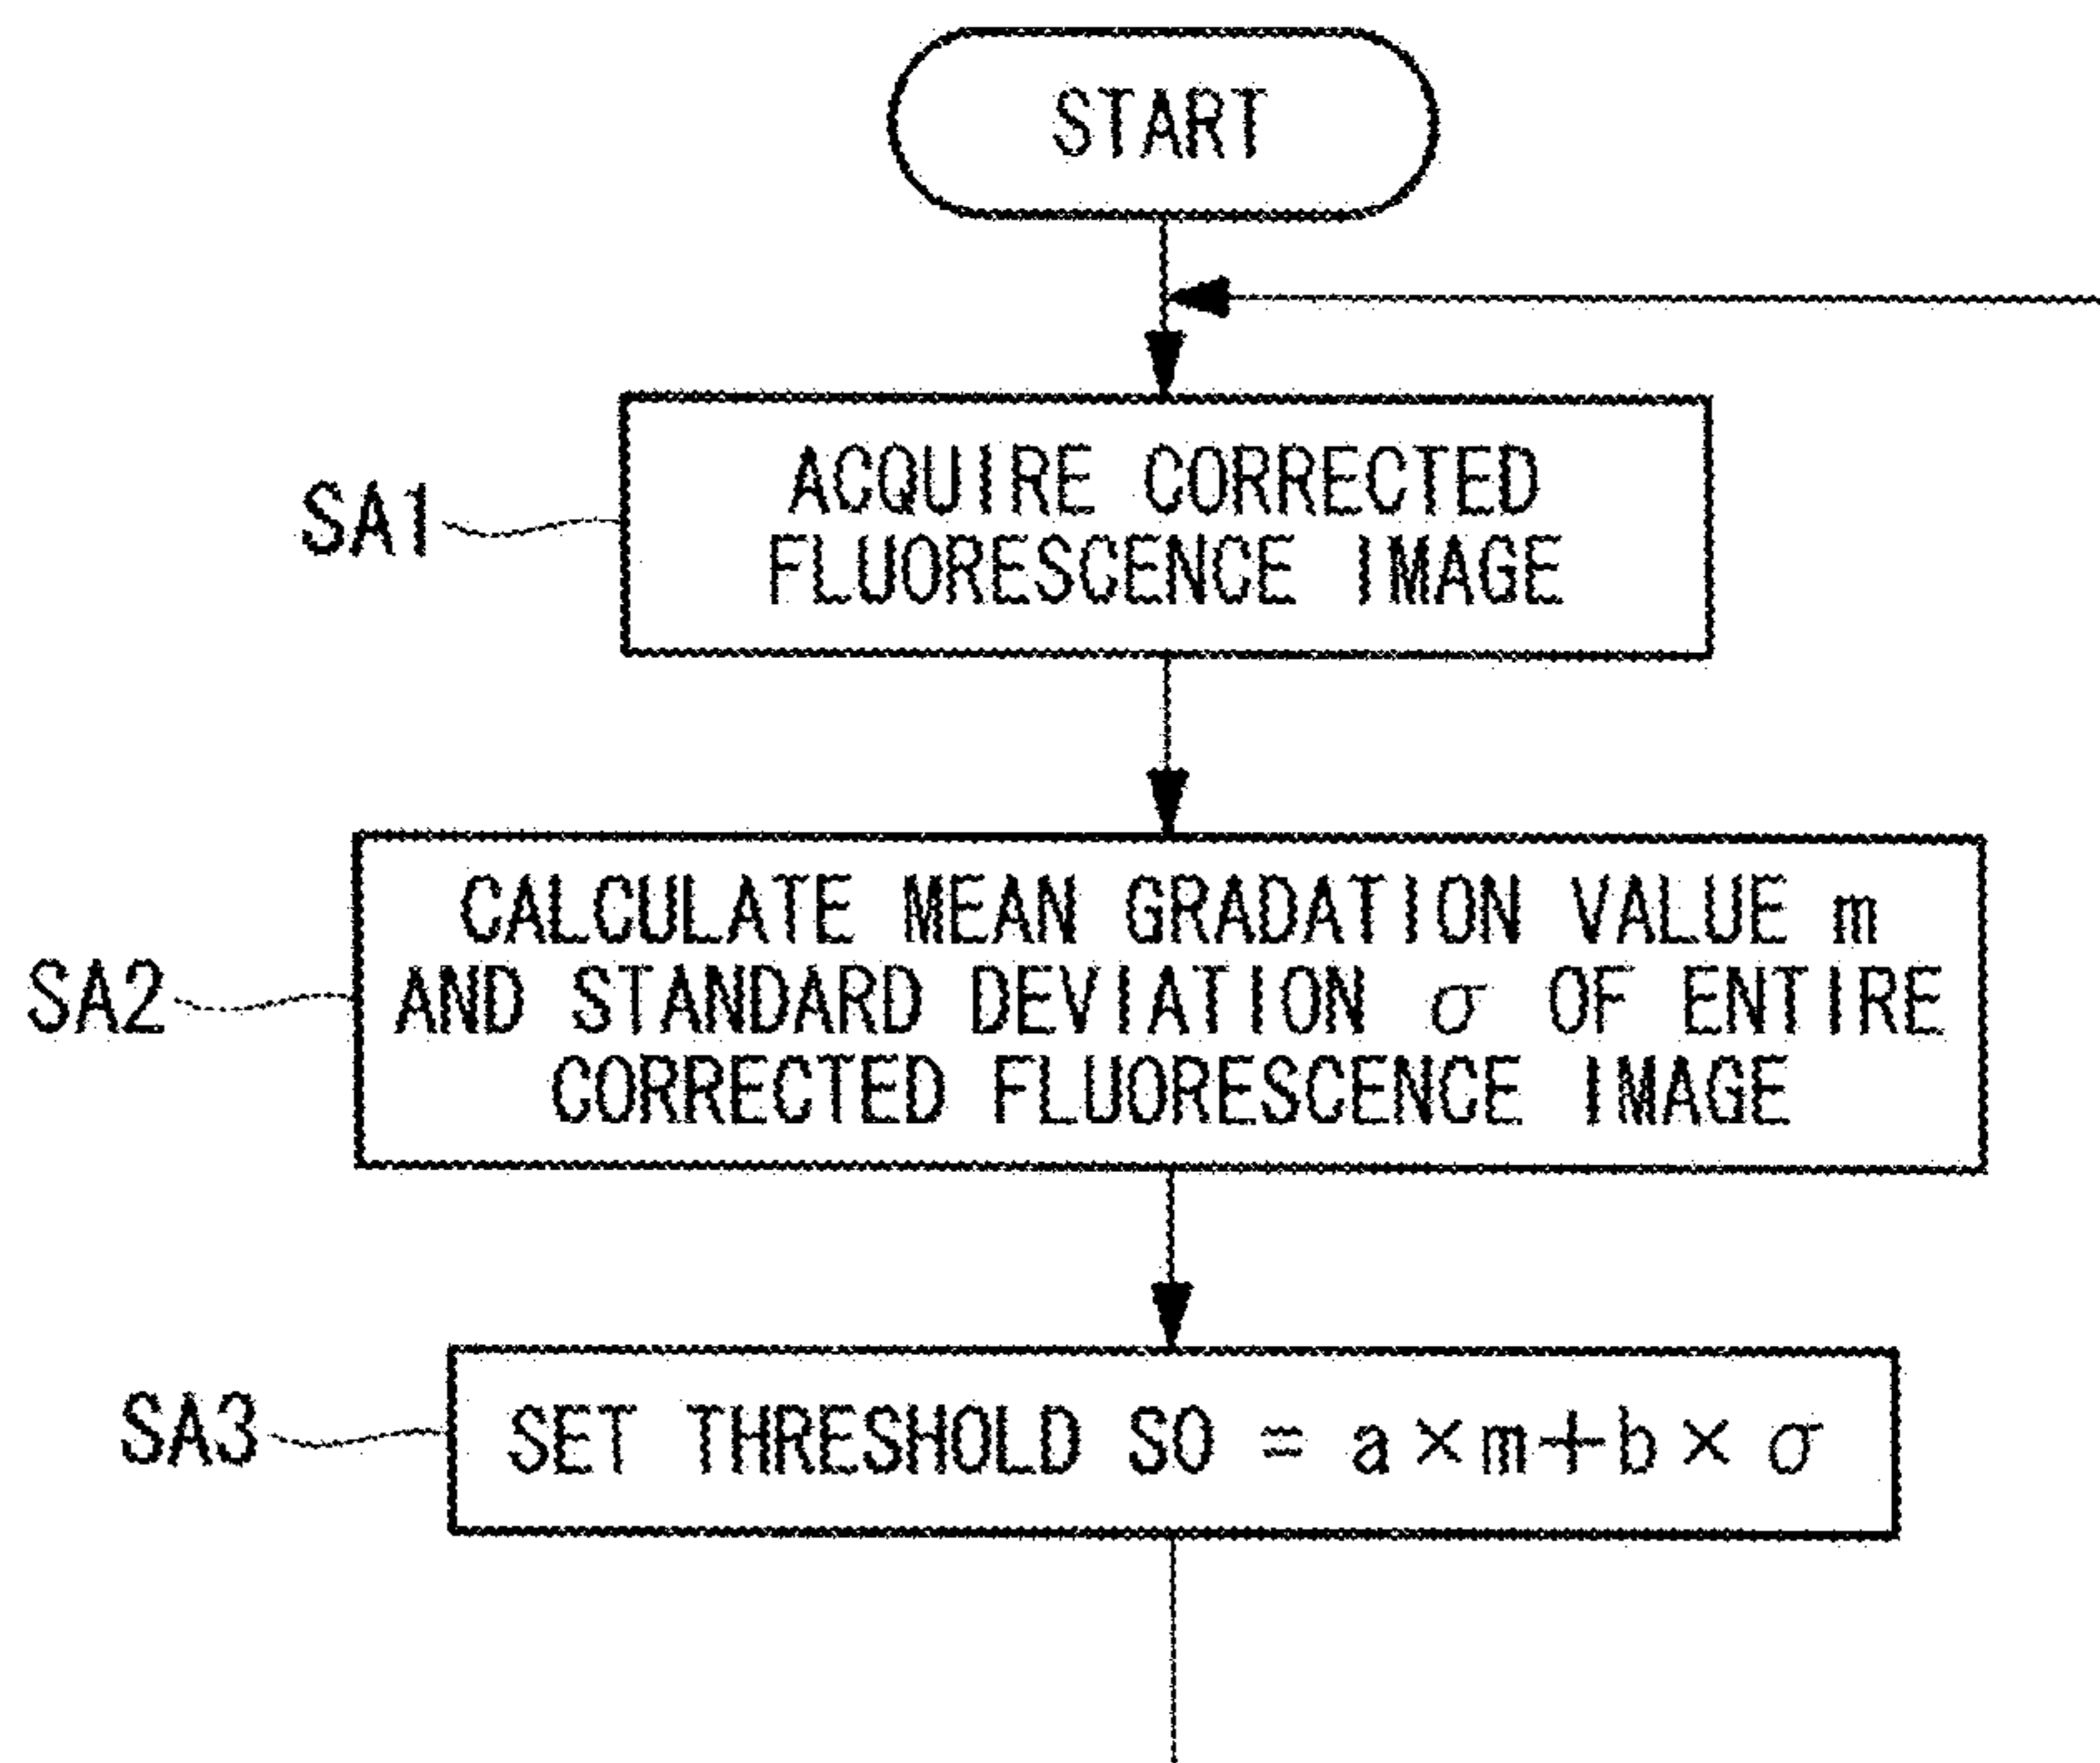 START
SA1
ACQUIRE CORRECTED
FLUORESCENCE IMAGE
SA2
CALCULATE MEAN GRADATION VALUE m
AND STANDARD DEVIATION σ OF ENTIRE
CORRECTED FLUORESCENCE IMAGE
SA3
SET THRESHOLD S0 = a×m+b×σ